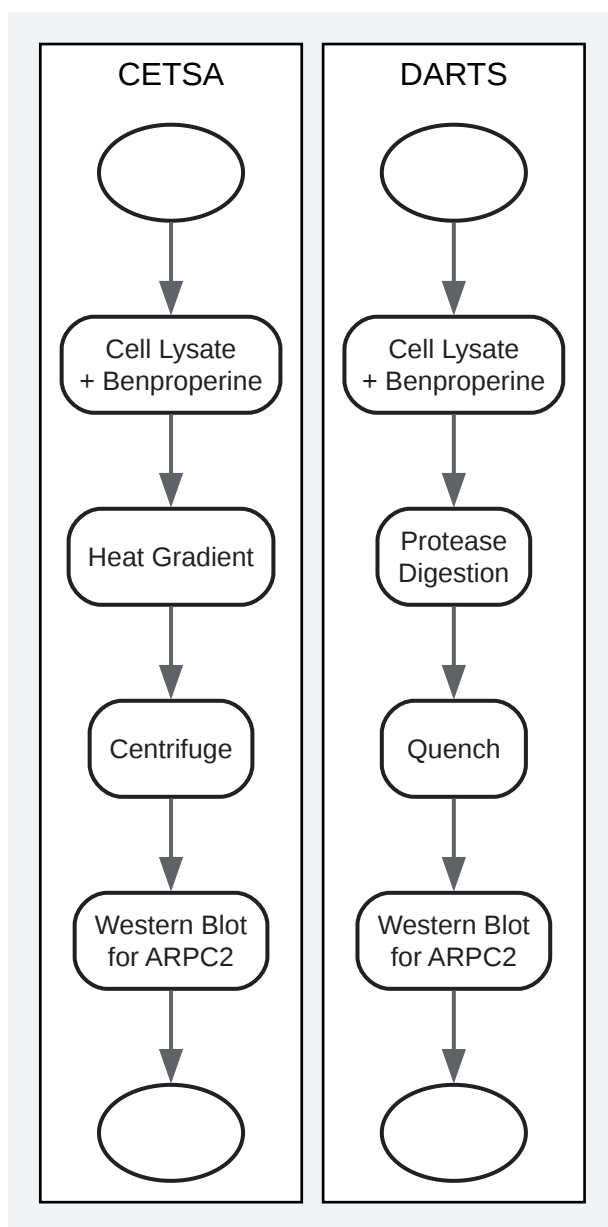 CETSA
Cell Lysate
+ Benproperine
Heat Gradient
Centrifuge
Western Blot
for ARPC2
DARTS
Cell Lysate
+ Benproperine
Protease
Digestion
Quench
Western Blot
for ARPC2